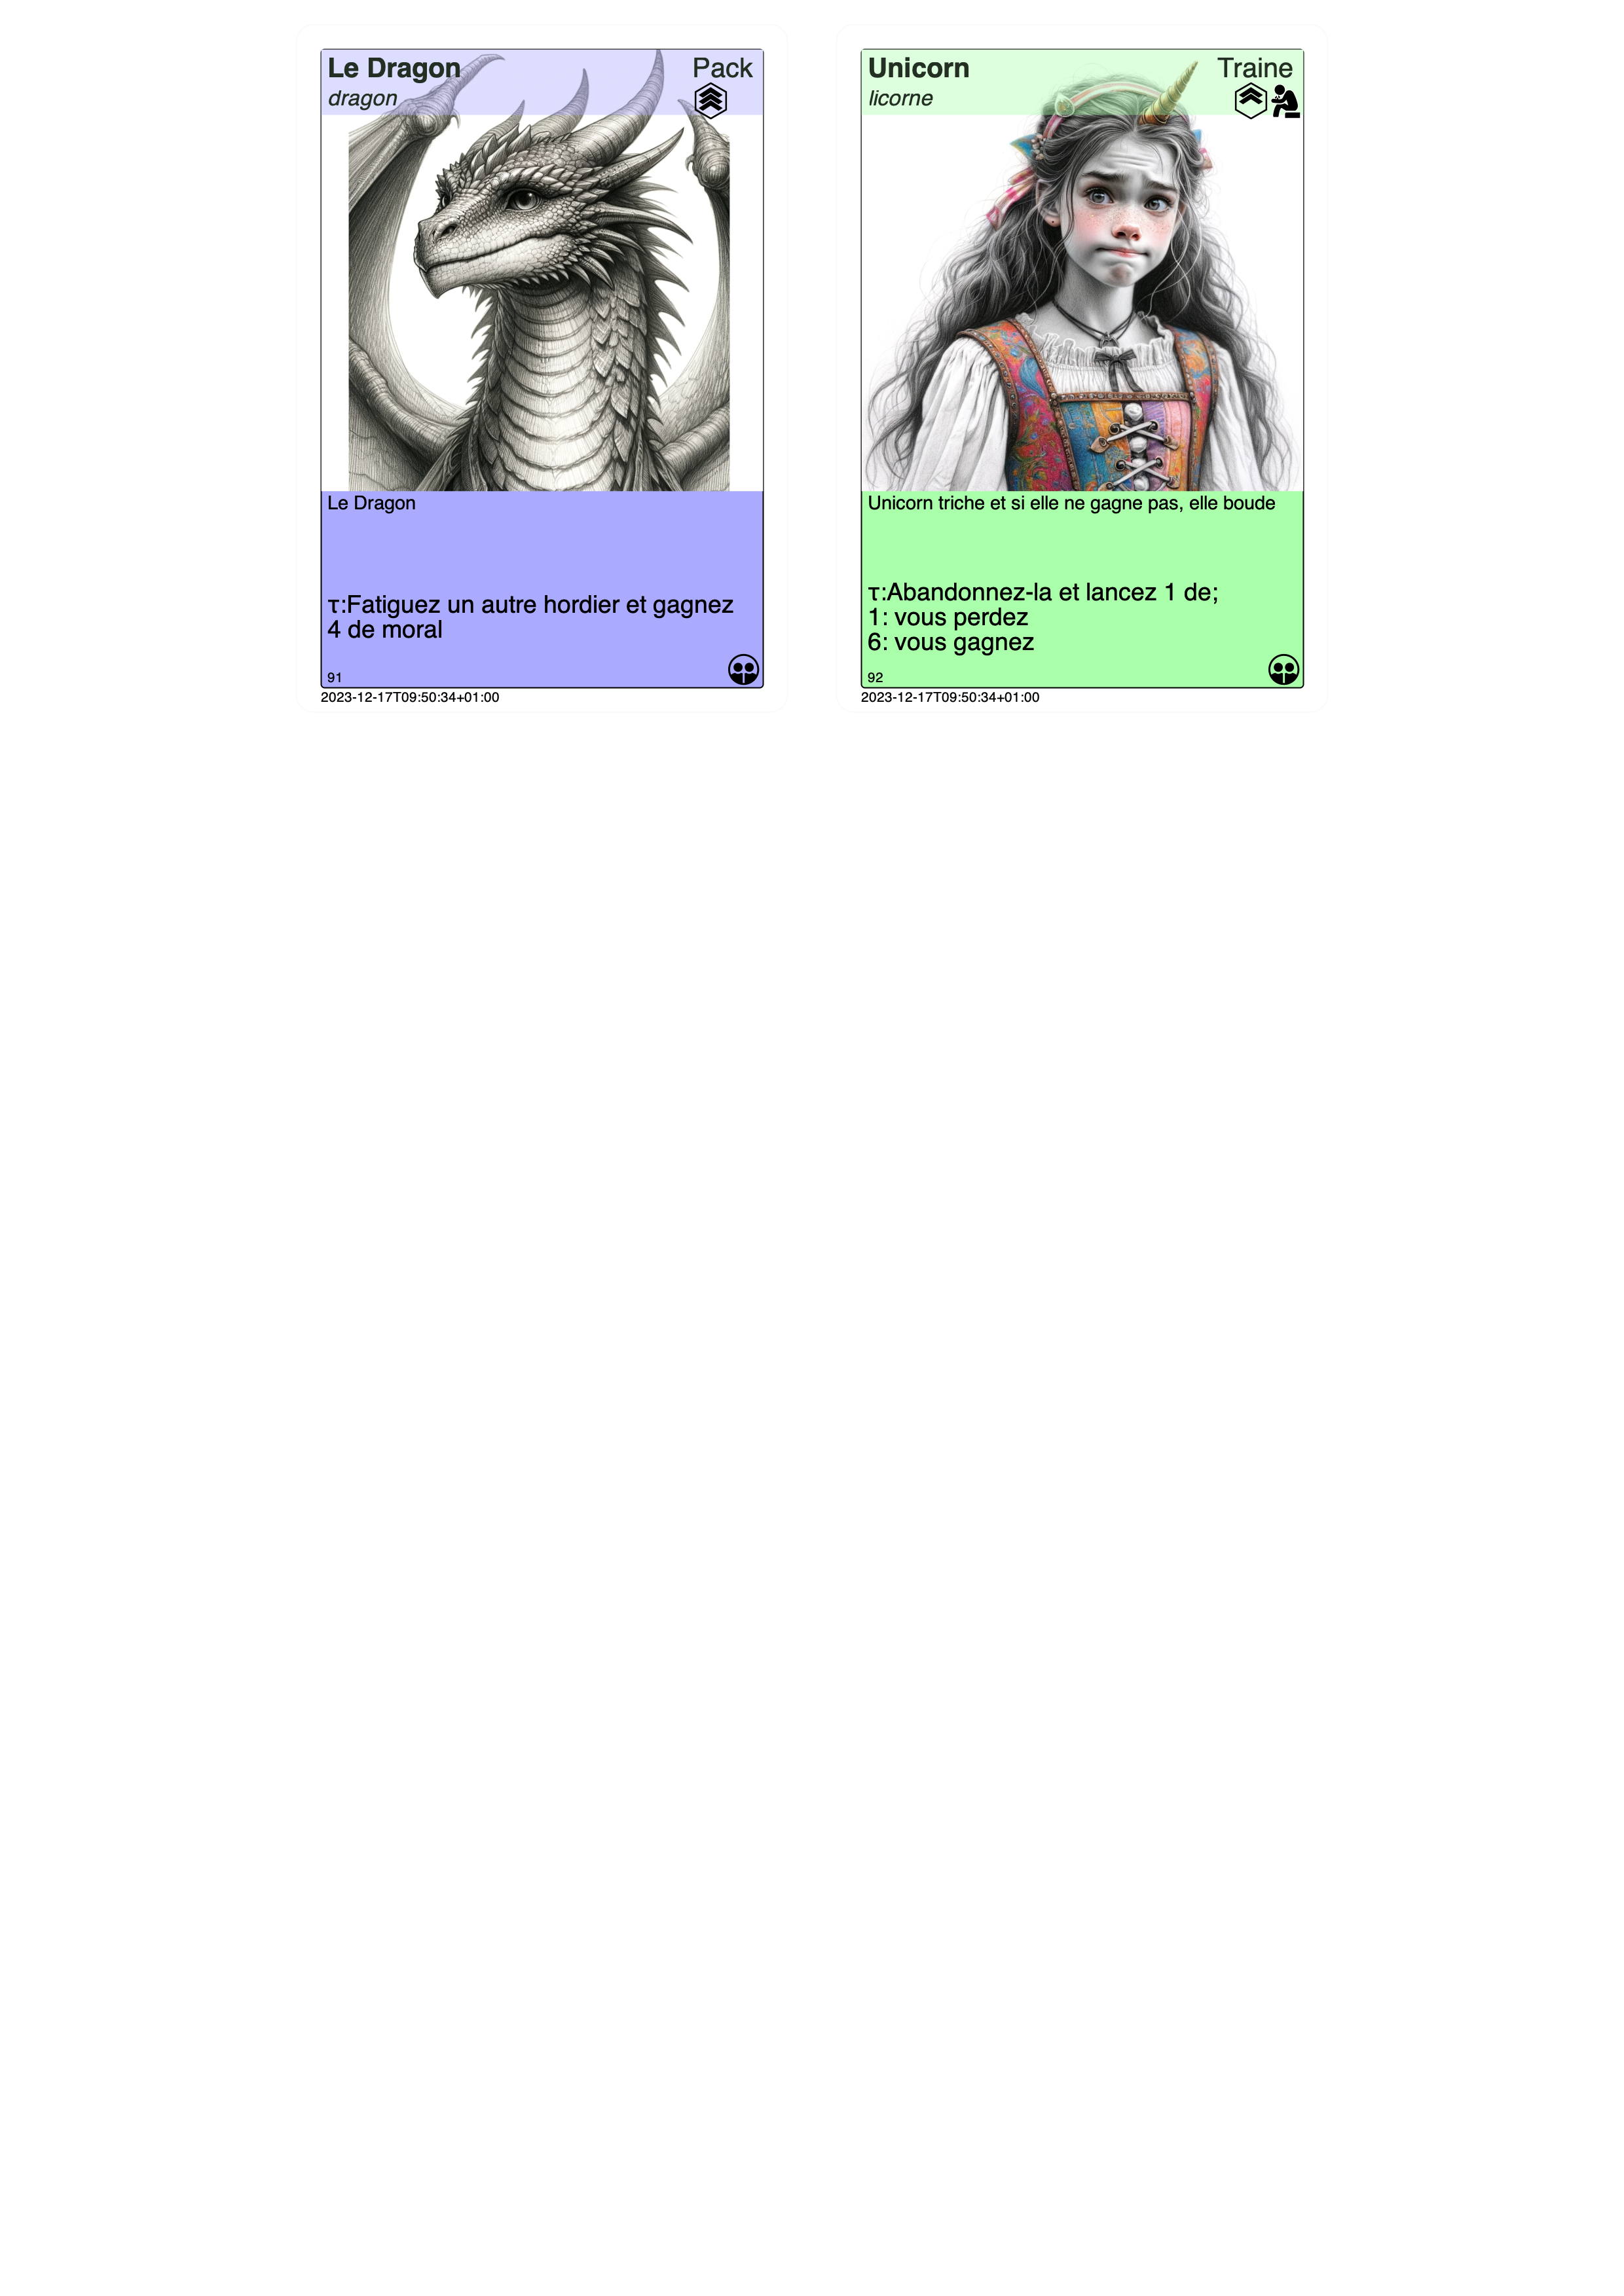 Le Dragon
Pack
dragon
Le Dragon
τ:Fatiguez un autre hordier et gagnez
4 de moral
91
2023-12-17T09:50:34+01:00
Unicorn
Traine
licorne
Unicorn triche et si elle ne gagne pas, elle boude
τ:Abandonnez-la et lancez 1 de;
1: vous perdez
6: vous gagnez
92
2023-12-17T09:50:34+01:00